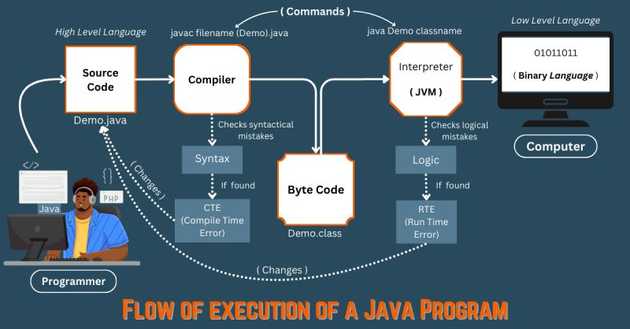 ( Commands )
High Level Language
javac filename (Demo).java
java Demo classname
Low Level Language
Source
Code
Compiler
Interpreter
( JVM )
01011011
( Binary Language )
Demo.java
Checks syntactical
mistakes
Checks logical
mistakes
Computer
Syntax
Logic
( Changes )
If found
If found
Byte Code
</>
{}
PHP
Java
CTE
(Compile Time
Error)
RTE
(Run Time
Error)
Demo.class
( Changes )
Programmer
Flow of execution of a Java Program